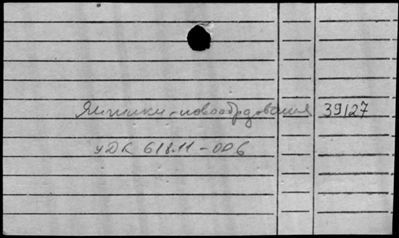 Яичники-новообразования 39127
УДК 618.11-006